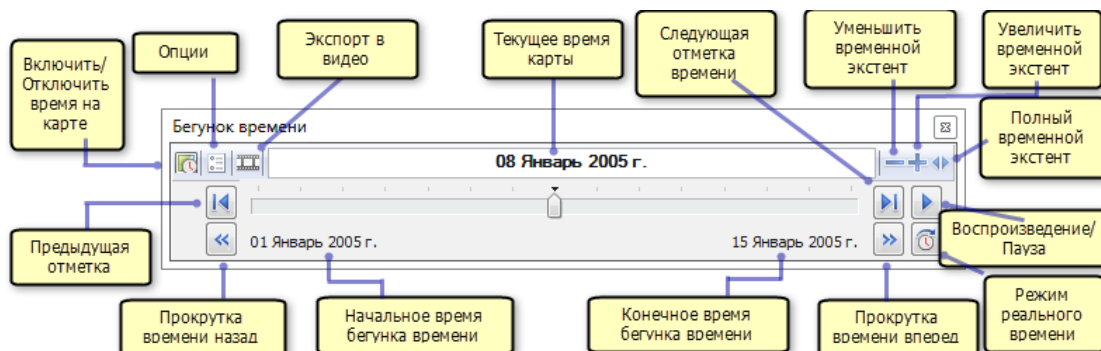 Включить/
Отключить
время на
карте
Опции
Экспорт в
видео
Текущее время
карты
Следующая
отметка
времени
Уменьшить
временной
экстент
Увеличить
временной
экстент
Полный
временной
экстент
Бегунок времени
08 Январь 2005 г.
01 Январь 2005 г.
15 Январь 2005 г.
Предыдущая
отметка
Воспроизведение/
Пауза
Прокрутка
времени назад
Начальное время
бегунка времени
Конечное время
бегунка времени
Прокрутка
времени вперед
Режим
реального
времени